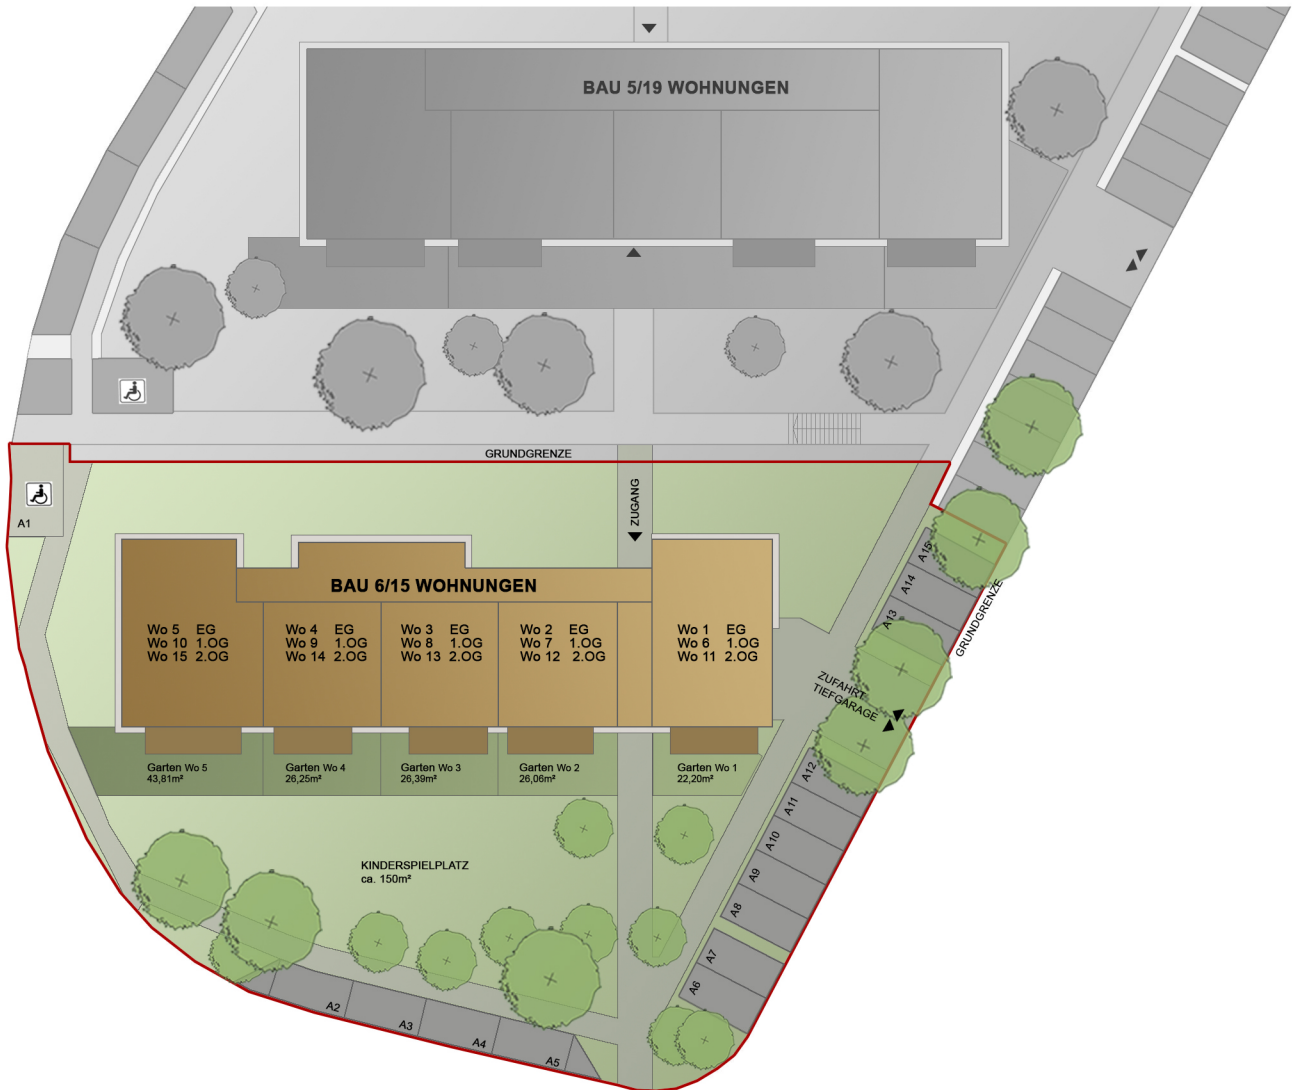 BAU 5/19 WOHNUNGEN
GRUNDGRENZE
ZUGANG
A1
BAU 6/15 WOHNUNGEN
Wo 5 EG
Wo 10 1.OG
Wo 15 2.OG
Wo 4 EG
Wo 9 1.OG
Wo 14 2.OG
Wo 3 EG
Wo 8 1.OG
Wo 13 2.OG
Wo 2 EG
Wo 7 1.OG
Wo 12 2.OG
Wo 1 EG
Wo 6 1.OG
Wo 11 2.OG
A15
A14
A13
GRUNDGRENZE
ZUFAHRT
TIEFGARAGE
Garten Wo 5
43,81m²
Garten Wo 4
26,25m²
Garten Wo 3
26,39m²
Garten Wo 2
26,06m²
Garten Wo 1
22,20m²
A12
A11
A10
A9
A8
A7
A6
KINDERSPIELPLATZ
ca. 150m²
A2
A3
A4
A5